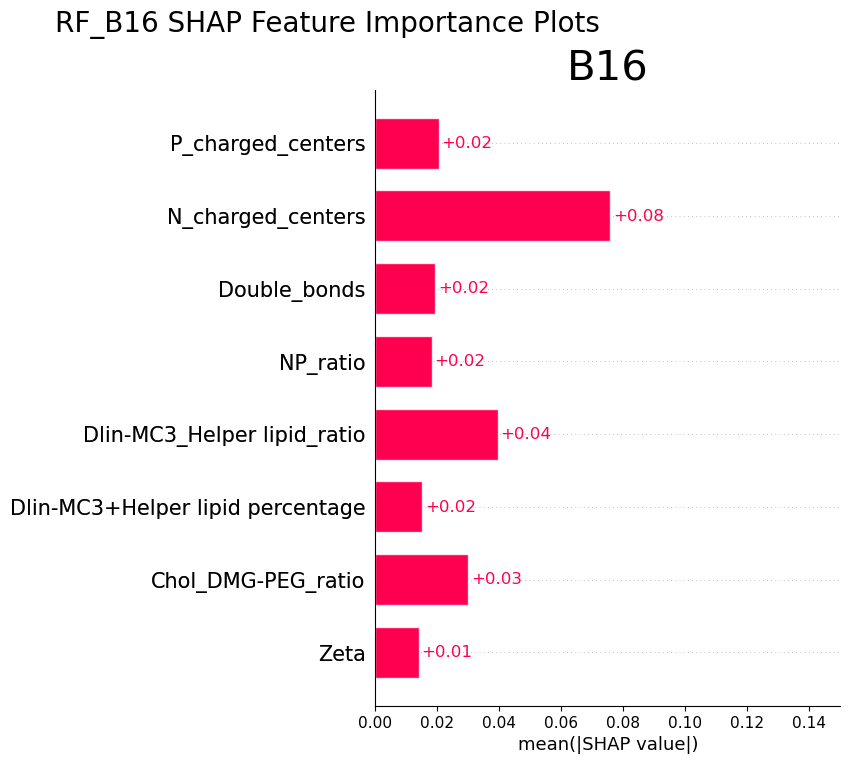 RF_B16 SHAP Feature Importance Plots
B16
P_charged_centers
+0.02
N_charged_centers
+0.08
Double_bonds
+0.02
NP_ratio
+0.02
Dlin-MC3_Helper lipid_ratio
+0.04
Dlin-MC3+Helper lipid percentage
+0.02
Chol_DMG-PEG_ratio
+0.03
Zeta
+0.01
0.00 0.02 0.04 0.06 0.08 0.10 0.12 0.14
mean(|SHAP value|)